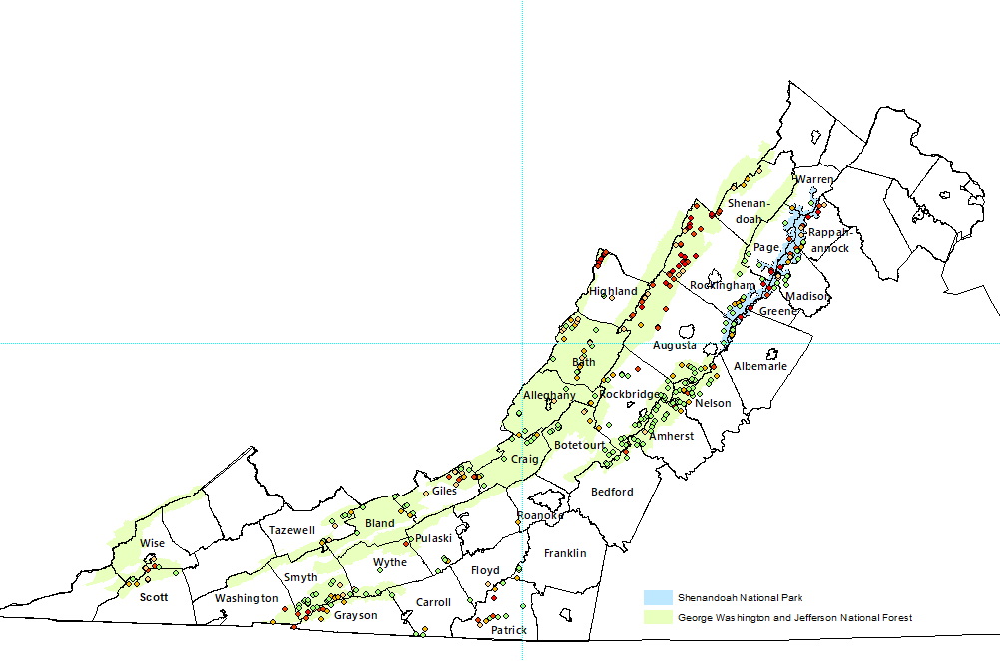 Warren
Shenan-
doah
Rappah-
annock
Page
Rockingham
Madison
Highland
Greene
Augusta
Bath
Albemarle
Alleghany
Rockbridge
Nelson
Amherst
Botetourt
Craig
Giles
Bedford
Roanoke
Bland
Tazewell
Pulaski
Wise
Franklin
Wythe
Floyd
Smyth
Scott
Washington
Carroll
Grayson
Patrick
Shenandoah National Park
George Washington and Jefferson National Forest